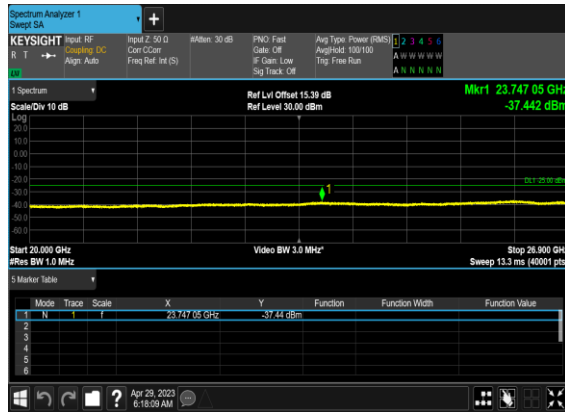 Spectrum Analyzer 1
Swept SA
+
KEYSIGHT Input: RF Input Z: 50 Ω #Atten: 30 dB PNO: Fast Avg Type: Power (RMS) 1 2 3 4 5 6
R T Coupling: DC Corr CCorr Gate: Off Avg|Hold: 100/100 A W W W W W
Align: Auto Freq Ref: Int (S) IF Gain: Low Trig: Free Run
LU Sig Track: Off A N N N N N
1 Spectrum Ref Lvl Offset 15.39 dB Mkr1 23.747 05 GHz
Scale/Div 10 dB Ref Level 30.00 dBm -37.442 dBm
Log
20.0
10.0
0.00
-10.0
-20.0
DL1 -25.00 dBm
-30.0
1
-40.0
-50.0
-60.0
Start 20.000 GHz Video BW 3.0 MHz* Stop 26.900 GHz
#Res BW 1.0 MHz Sweep 13.3 ms (40001 pts)
5 Marker Table
Mode Trace Scale X Y Function Function Width Function Value
1 N 1 f 23.747 05 GHz -37.44 dBm
2
3
4
5
6
? Apr 29, 2023
6:18:09 AM